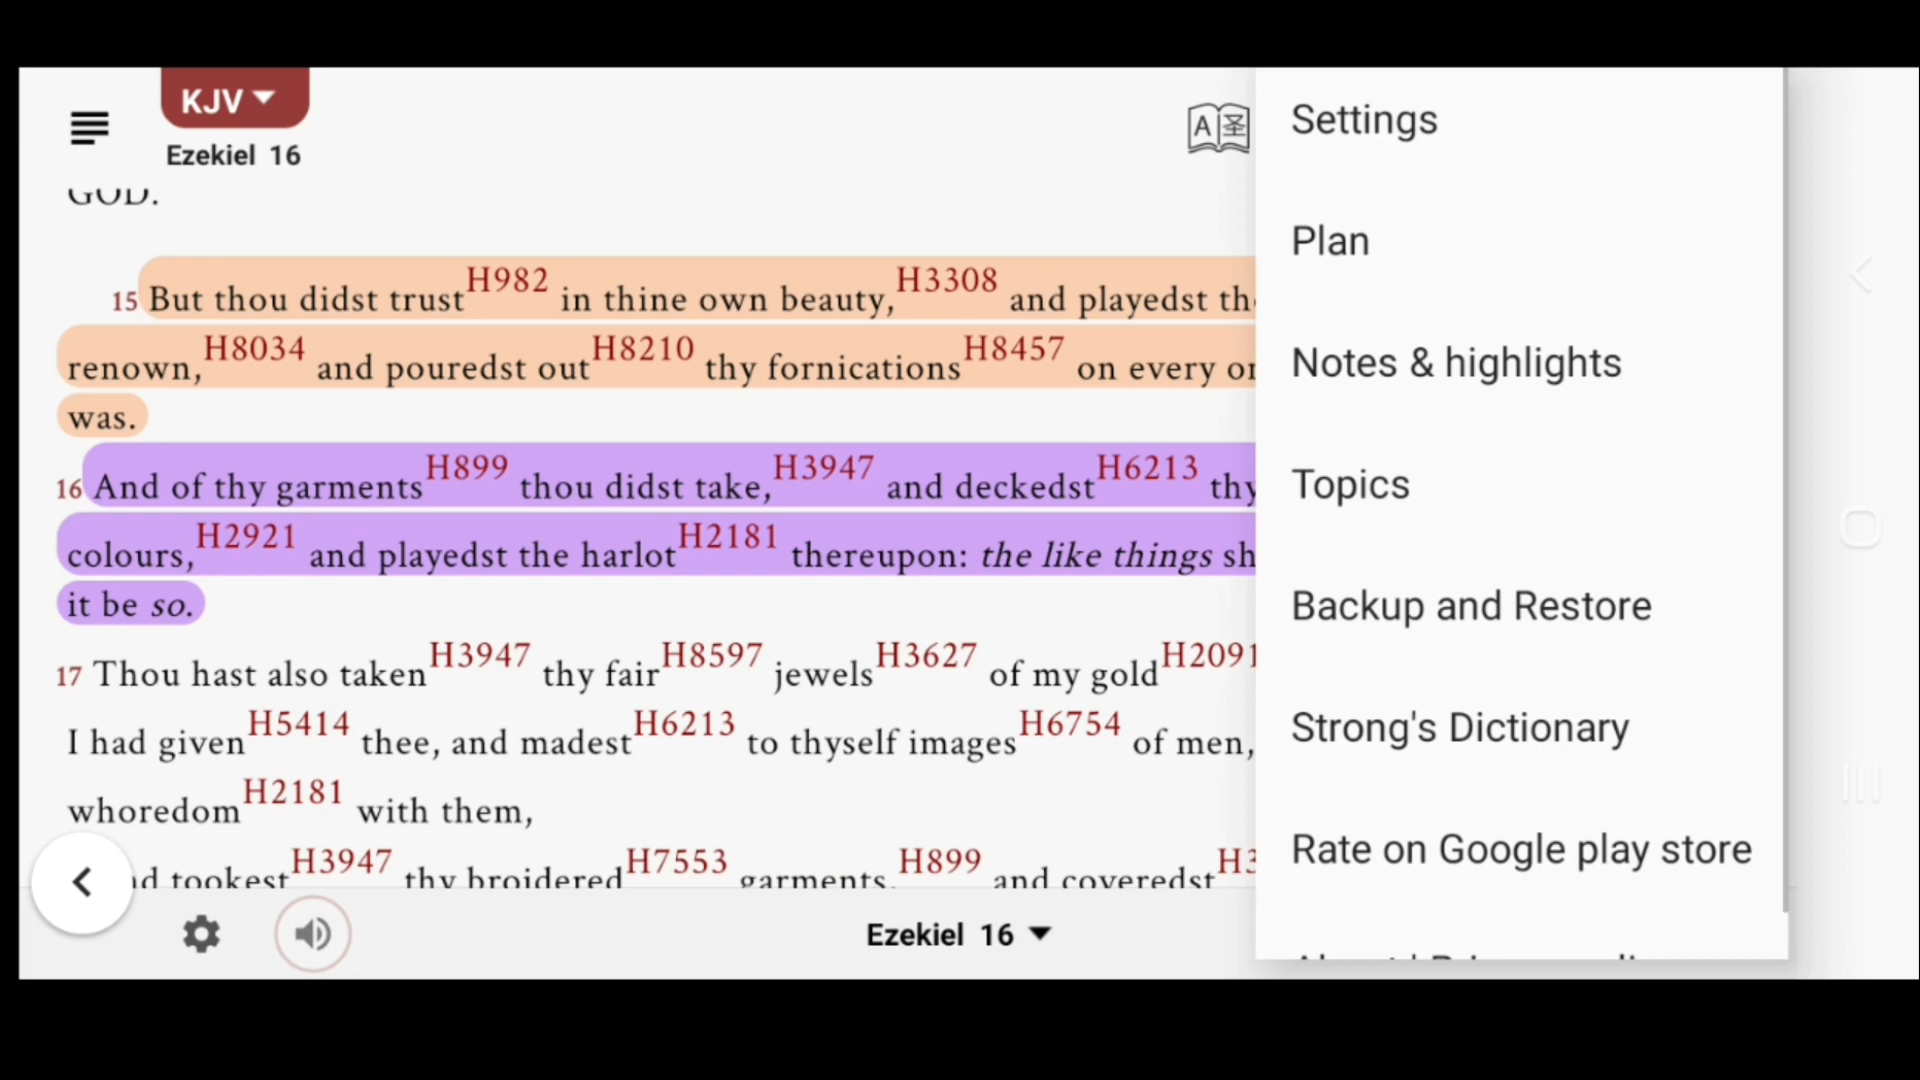 KJV
Ezekiel 16
A 圣
GOD.
15 But thou didst trust H982 in thine own beauty, H3308 and playedst
renown, H8034 and pouredst out H8210 thy fornications H8457 on every
was.
16 And of thy garments H899 thou didst take, H3947 and deckedst H6213 thy
colours, H2921 and playedst the harlot H2181 thereupon: the like things sh
it be so.
17 Thou hast also taken H3947 thy fair H8597 jewels H3627 of my gold H2091
I had given H5414 thee, and madest H6213 to thyself images H6754 of men,
whoredom H2181 with them,
tookest H3947 thy broidered H7553 garments, H899 and coveredst H3
Ezekiel 16
Settings
Plan
Notes & highlights
Topics
Backup and Restore
Strong's Dictionary
Rate on Google play store